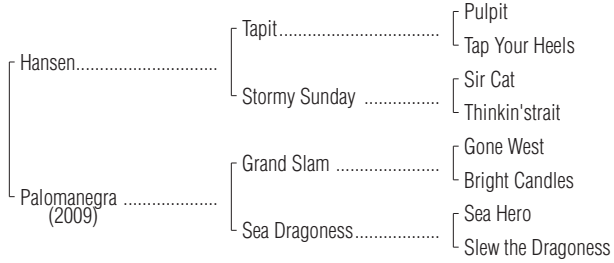 Pulpit
Tapit
Tap Your Heels
Hansen
Sir Cat
Stormy Sunday
Thinkin'strait
Gone West
Grand Slam
Bright Candles
Palomanegra
(2009)
Sea Hero
Sea Dragoness
Slew the Dragoness